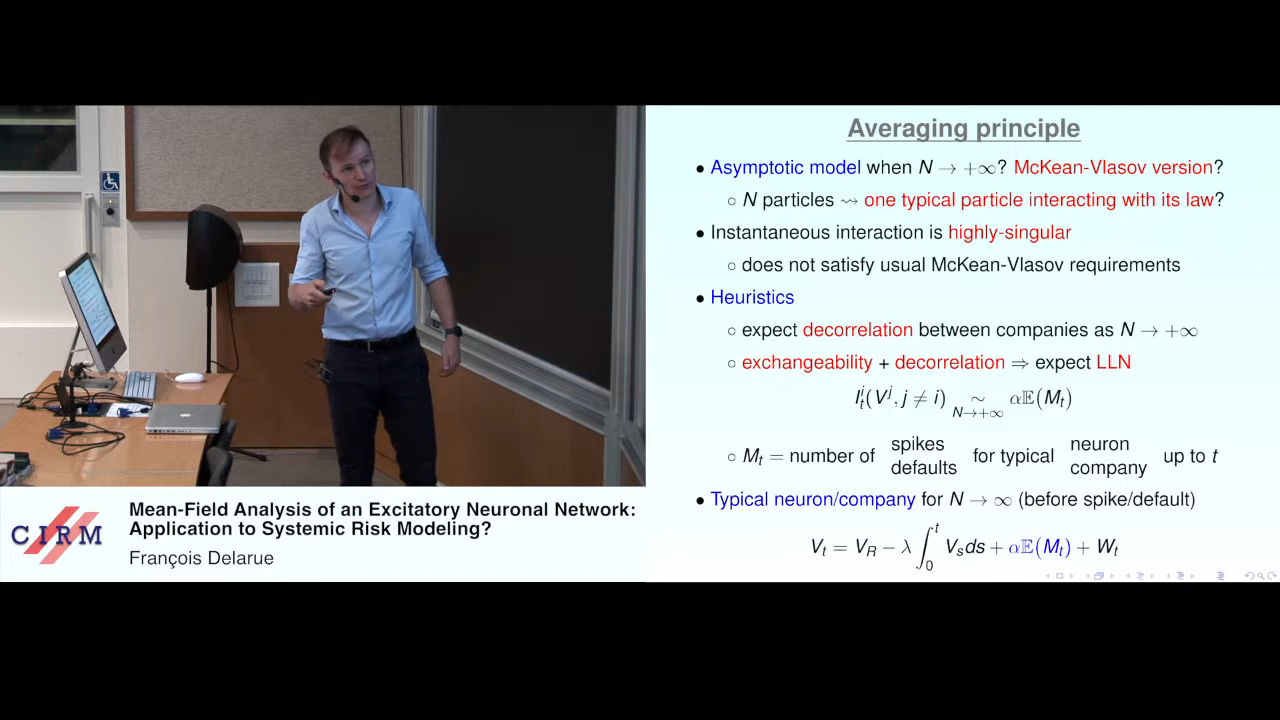 Averaging principle
• Asymptotic model when N → +∞? McKean-Vlasov version?
○ N particles ⇝ one typical particle interacting with its law?
• Instantaneous interaction is highly-singular
○ does not satisfy usual McKean-Vlasov requirements
• Heuristics
○ expect decorrelation between companies as N → +∞
○ exchangeability + decorrelation ⇒ expect LLN
I_t^i(V^j, j ≠ i) ∼_{N→+∞} α𝔼(M_t)
○ M_t = number of spikes defaults for typical neuron company up to t
• Typical neuron/company for N → ∞ (before spike/default)
V_t = V_R − λ ∫_0^t V_s ds + α𝔼(M_t) + W_t
CIRM
Mean-Field Analysis of an Excitatory Neuronal Network:
Application to Systemic Risk Modeling?
François Delarue